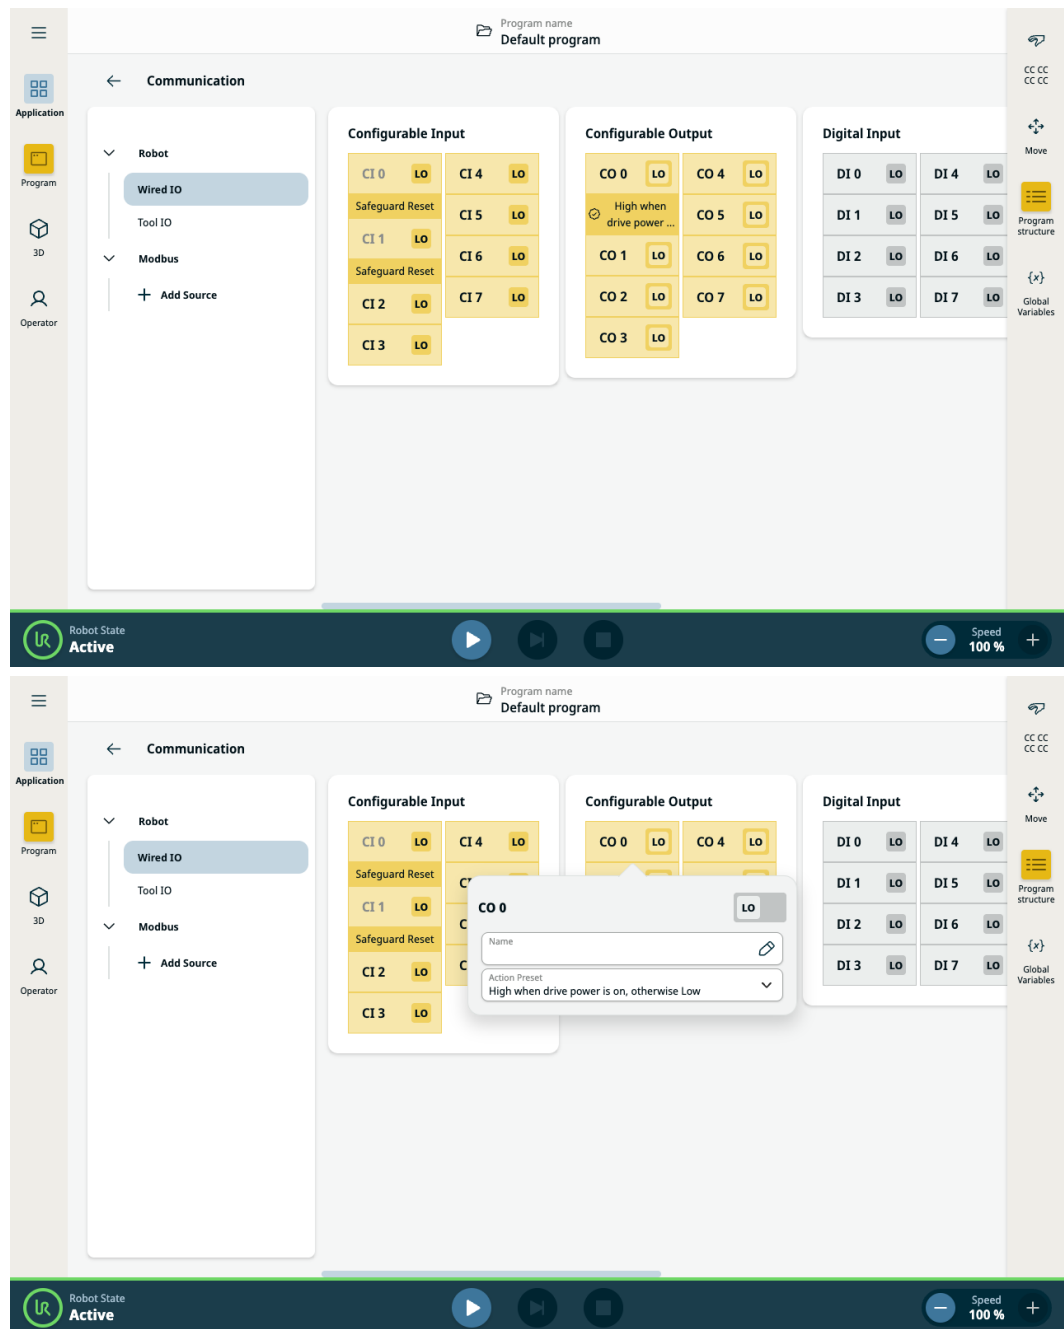 Program name
Default program
Application
Program
3D
Operator
Communication
Robot
Wired IO
Tool IO
Modbus
Add Source
Configurable Input
CI 0 LO
Safeguard Reset
CI 1 LO
Safeguard Reset
CI 2 LO
CI 3 LO
CI 4 LO
CI 5 LO
CI 6 LO
CI 7 LO
Configurable Output
CO 0 LO
High when
drive power ...
CO 1 LO
CO 2 LO
CO 3 LO
CO 4 LO
CO 5 LO
CO 6 LO
CO 7 LO
Digital Input
DI 0 LO
DI 1 LO
DI 2 LO
DI 3 LO
DI 4 LO
DI 5 LO
DI 6 LO
DI 7 LO
CC CC
CC CC
Move
Program
structure
{x}
Global
Variables
UR
Robot State
Active
Speed
100 %
Program name
Default program
Application
Program
3D
Operator
Communication
Robot
Wired IO
Tool IO
Modbus
Add Source
Configurable Input
CI 0 LO
Safeguard Reset
CI 1 LO
Safeguard Reset
CI 2 LO
CI 3 LO
CI 4 LO
C
C
Configurable Output
CO 0 LO
CO 4 LO
CO 0
LO
Name
Action Preset
High when drive power is on, otherwise Low
Digital Input
DI 0 LO
DI 1 LO
DI 2 LO
DI 3 LO
DI 4 LO
DI 5 LO
DI 6 LO
DI 7 LO
CC CC
CC CC
Move
Program
structure
{x}
Global
Variables
UR
Robot State
Active
Speed
100 %